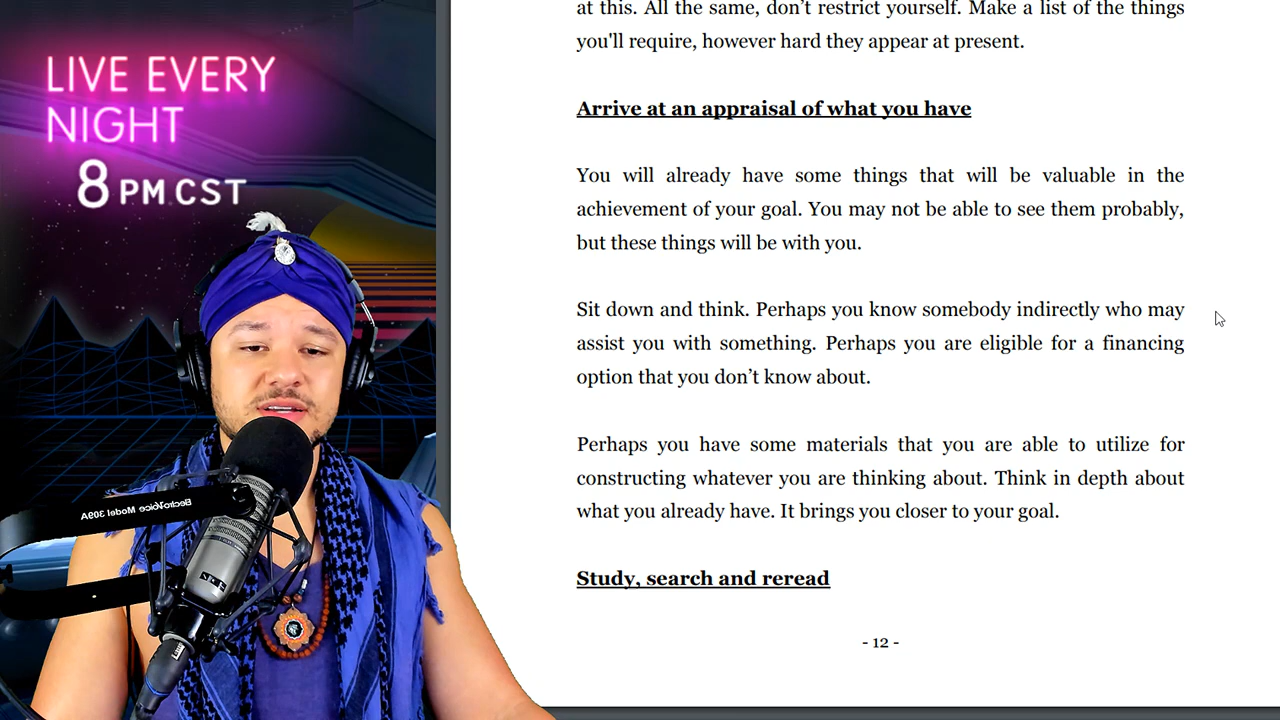 LIVE EVERY
NIGHT
8 PM CST
at this. All the same, don’t restrict yourself. Make a list of the things
you'll require, however hard they appear at present.
Arrive at an appraisal of what you have
You will already have some things that will be valuable in the
achievement of your goal. You may not be able to see them probably,
but these things will be with you.
Sit down and think. Perhaps you know somebody indirectly who may
assist you with something. Perhaps you are eligible for a financing
option that you don’t know about.
Perhaps you have some materials that you are able to utilize for
constructing whatever you are thinking about. Think in depth about
what you already have. It brings you closer to your goal.
Study, search and reread
- 12 -
ElectroVoice Model 309A